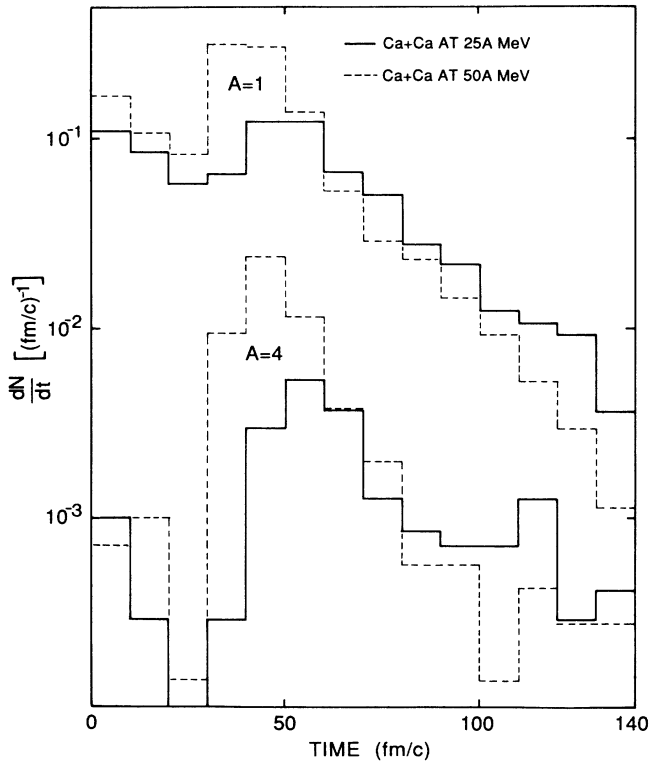 Ca+Ca AT 25A MeV
Ca+Ca AT 50A MeV
A=1
10⁻¹
10⁻²
A=4
dN/dt [(fm/c)⁻¹]
10⁻³
0 50 100 140
TIME (fm/c)